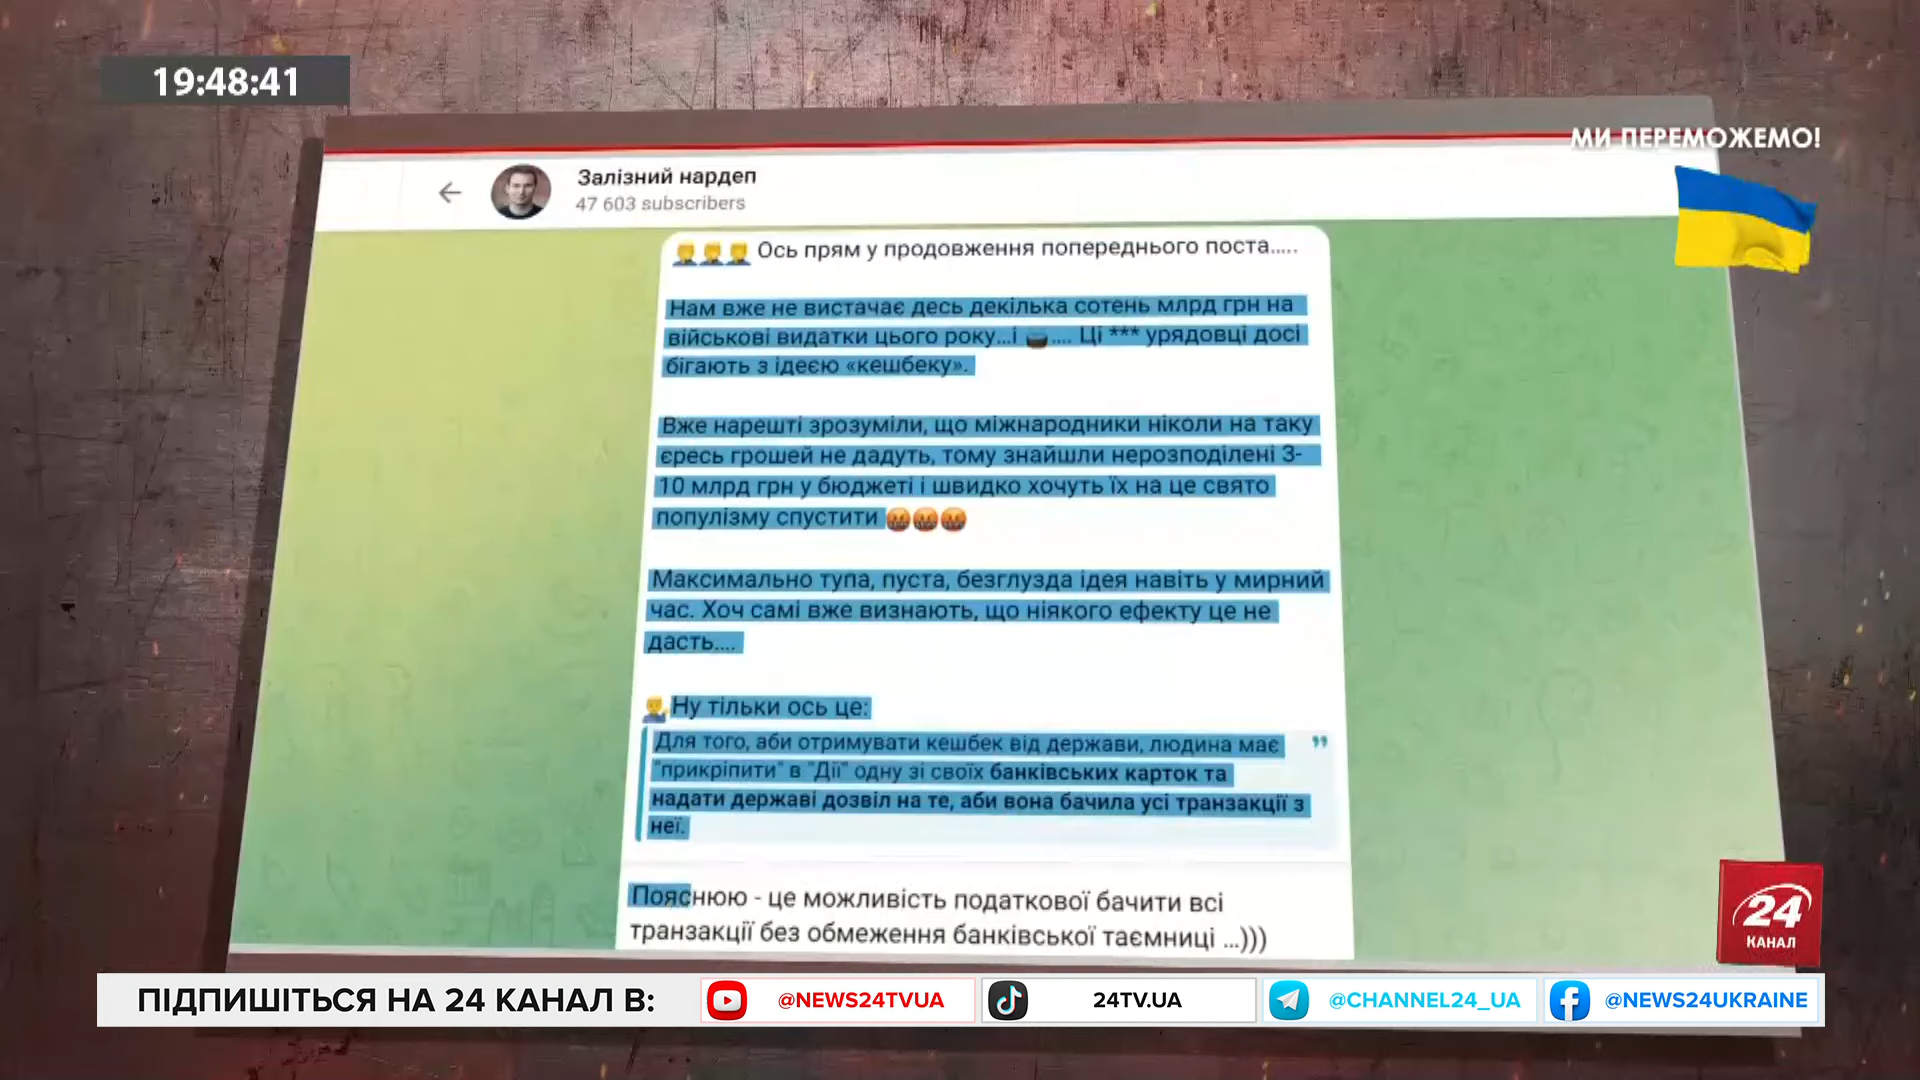 19:48:41
МИ ПЕРЕМОЖЕМО!
Залізний нардеп
47 603 subscribers
Ось прям у продовження попереднього поста.....
Нам вже не вистачає десь декілька сотень млрд грн на
військові видатки цього року...і .... Ці *** урядовці досі
бігають з ідеєю «кешбеку».
Вже нарешті зрозуміли, що міжнародники ніколи на таку
єресь грошей не дадуть, тому знайшли нерозподілені 3-
10 млрд грн у бюджеті і швидко хочуть їх на це свято
популізму спустити
Максимально тупа, пуста, безглузда ідея навіть у мирний
час. Хоч самі вже визнають, що ніякого ефекту це не
дасть....
Ну тільки ось це:
Для того, аби отримувати кешбек від держави, людина має
"прикріпити" в "Дії" одну зі своїх банківських карток та
надати державі дозвіл на те, аби вона бачила усі транзакції з
неї.
Пояснюю - це можливість податкової бачити всі
транзакції без обмеження банківської таємниці ...)))
24
КАНАЛ
ПІДПИШІТЬСЯ НА 24 КАНАЛ В:
@NEWS24TVUA
24TV.UA
@CHANNEL24_UA
@NEWS24UKRAINE